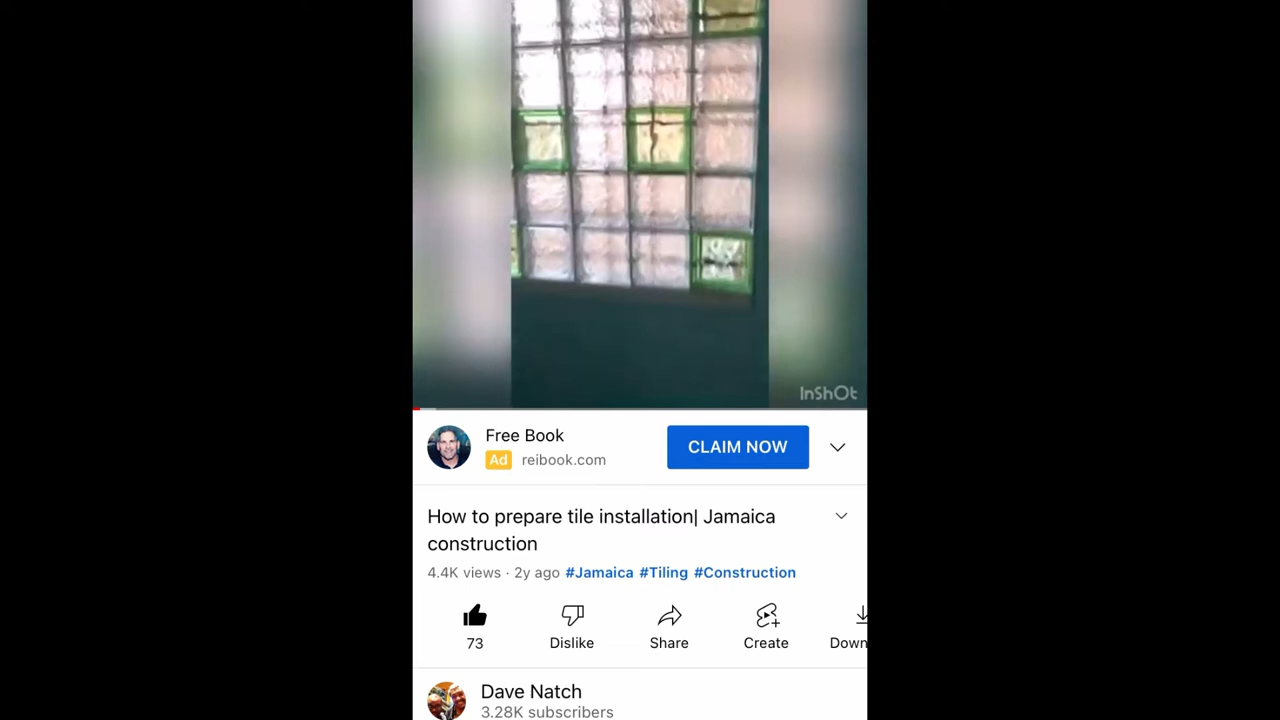 InShOt
Free Book
CLAIM NOW
Ad reibook.com
How to prepare tile installation| Jamaica
construction
4.4K views · 2y ago #Jamaica #Tiling #Construction
73 Dislike Share Create Down
Dave Natch
3.28K subscribers